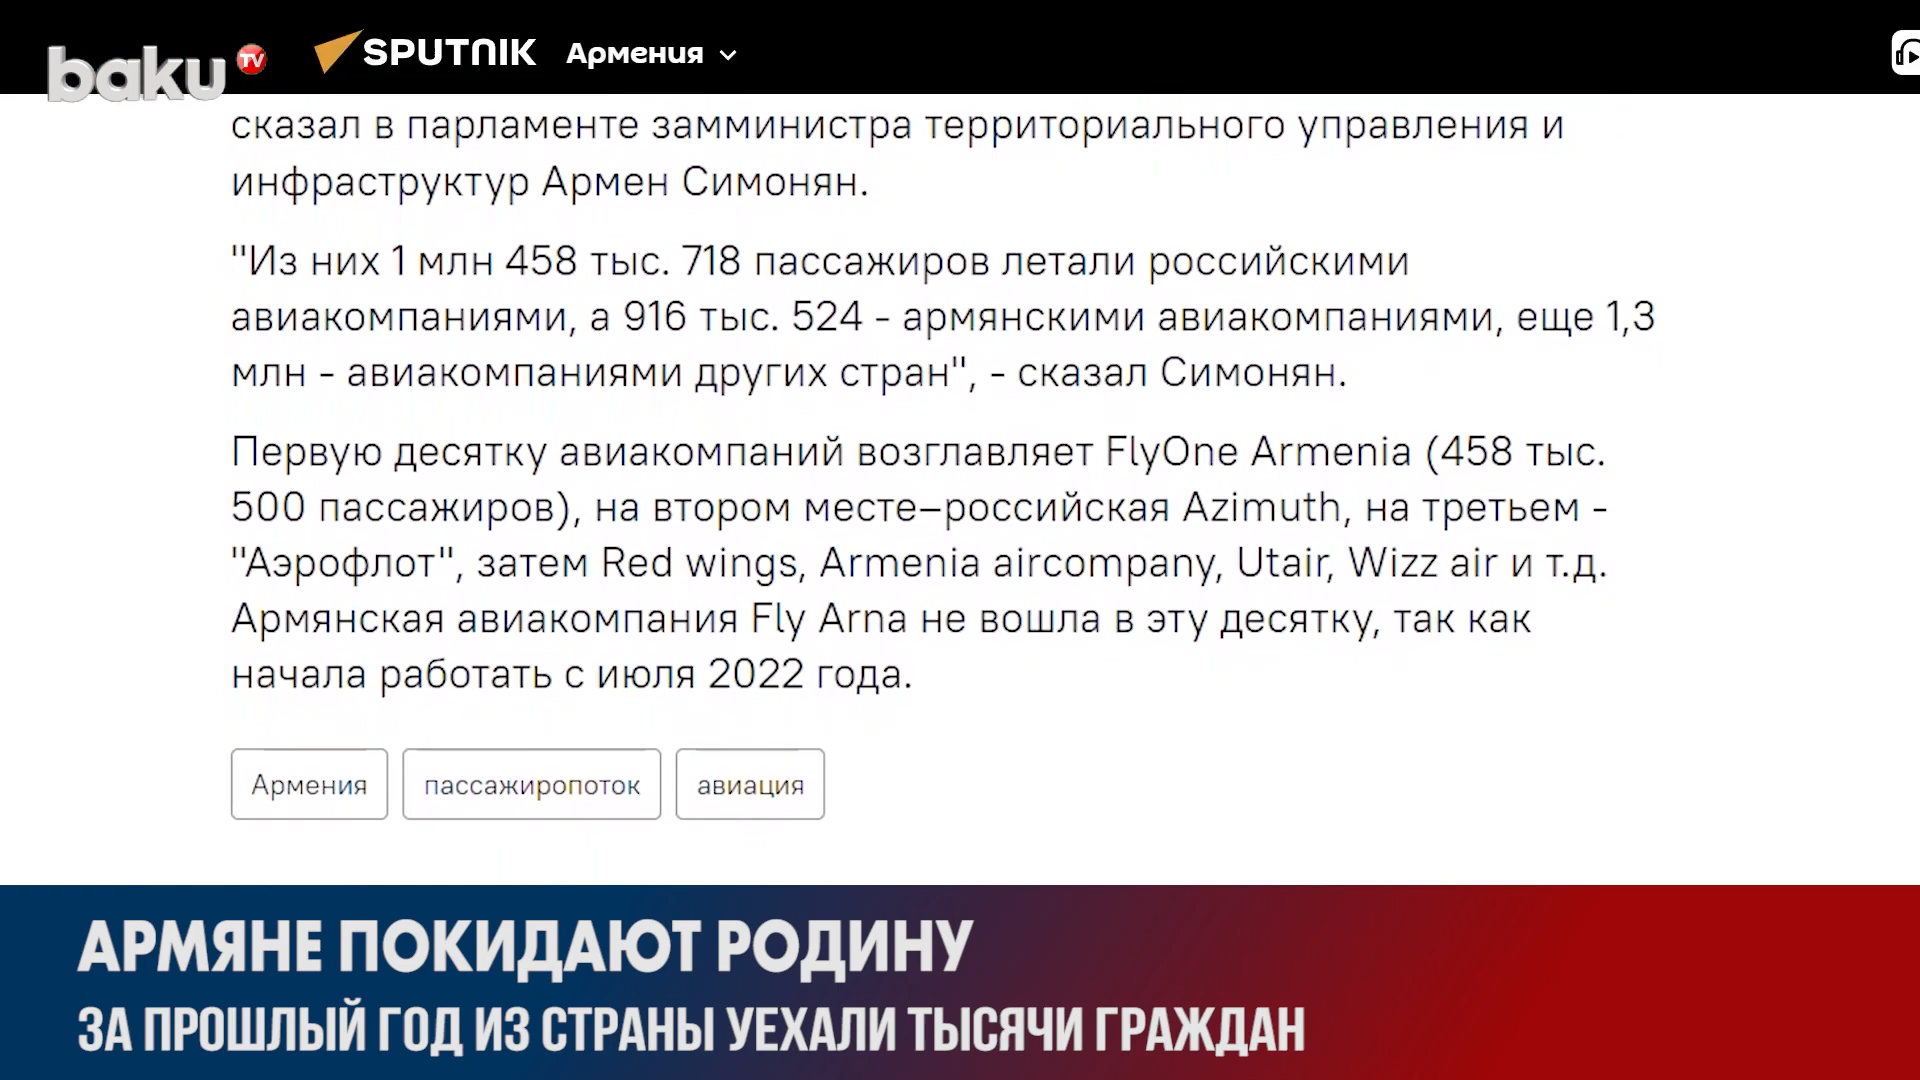 baku TV
SPUTNIK Армения
сказал в парламенте замминистра территориального управления и
инфраструктур Армен Симонян.
"Из них 1 млн 458 тыс. 718 пассажиров летали российскими
авиакомпаниями, а 916 тыс. 524 - армянскими авиакомпаниями, еще 1,3
млн - авиакомпаниями других стран", - сказал Симонян.
Первую десятку авиакомпаний возглавляет FlyOne Armenia (458 тыс.
500 пассажиров), на втором месте–российская Azimuth, на третьем -
"Аэрофлот", затем Red wings, Armenia aircompany, Utair, Wizz air и т.д.
Армянская авиакомпания Fly Arna не вошла в эту десятку, так как
начала работать с июля 2022 года.
Армения пассажиропоток авиация
АРМЯНЕ ПОКИДАЮТ РОДИНУ
ЗА ПРОШЛЫЙ ГОД ИЗ СТРАНЫ УЕХАЛИ ТЫСЯЧИ ГРАЖДАН